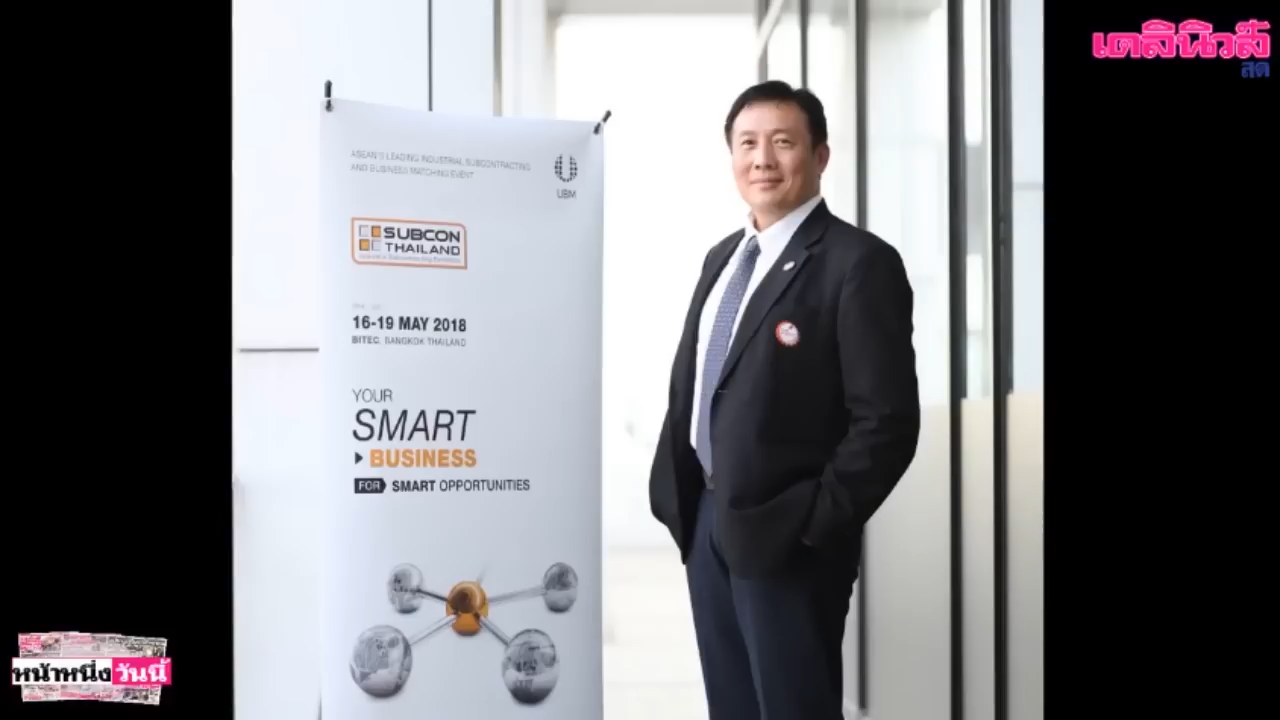 เดลินิวส์
สด
ASEAN'S LEADING INDUSTRIAL SUBCONTRACTING
AND BUSINESS MATCHING EVENT
UBM
SUBCON
THAILAND
16-19 MAY 2018
BITEC, BANGKOK THAILAND
YOUR
SMART
BUSINESS
FOR SMART OPPORTUNITIES
หน้าหนึ่งวันนี้